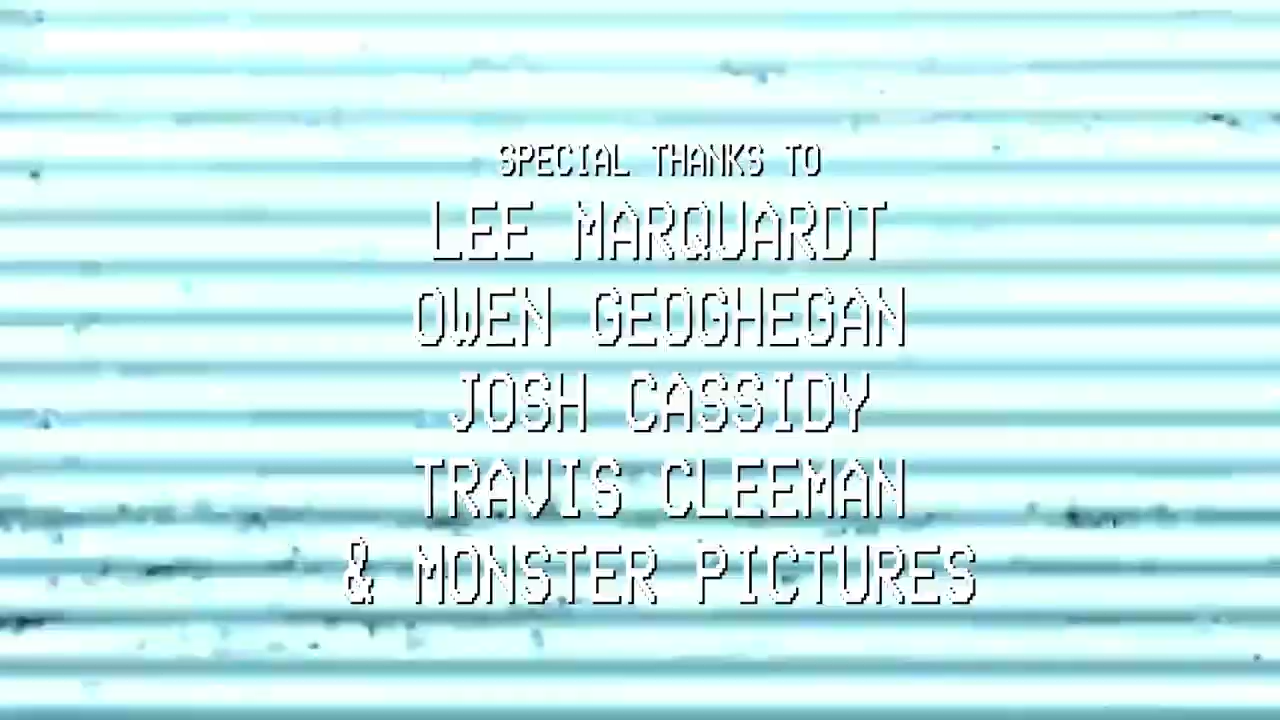 SPECIAL THANKS TO
LEE MARQUARDT
OWEN GEOGHEGAN
JOSH CASSIDY
TRAVIS CLEEMAN
& MONSTER PICTURES